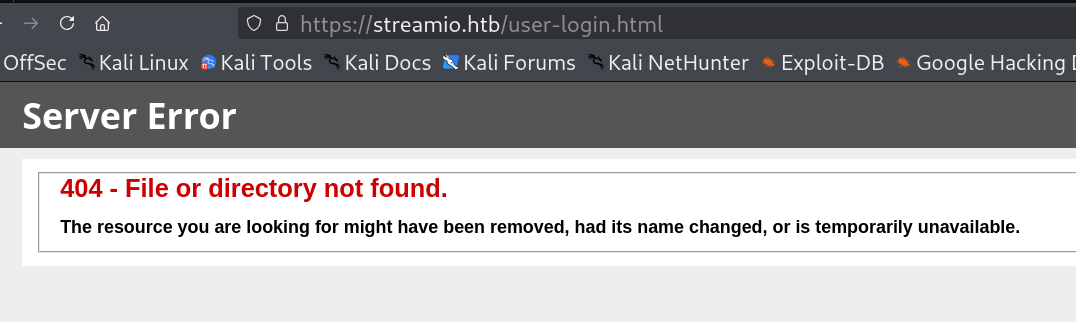 https://streamio.htb/user-login.html
OffSec Kali Linux Kali Tools Kali Docs Kali Forums Kali NetHunter Exploit-DB Google Hacking
Server Error
404 - File or directory not found.
The resource you are looking for might have been removed, had its name changed, or is temporarily unavailable.